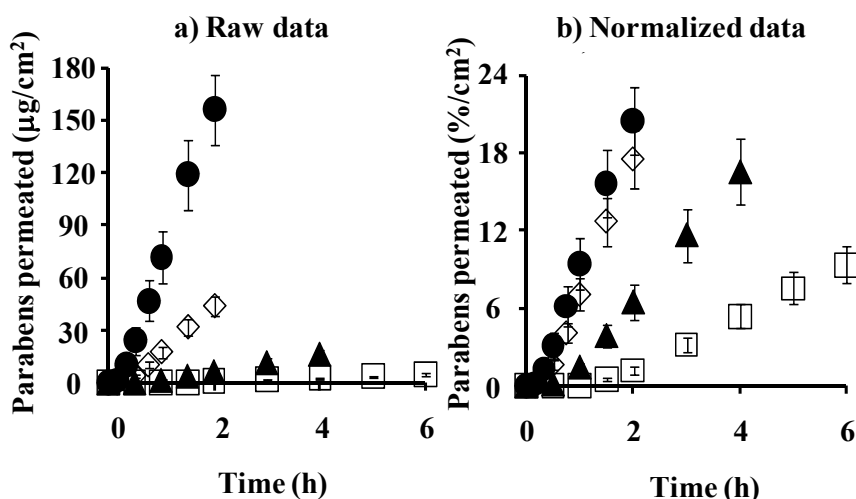 a) Raw data
Parabens permeated (µg/cm²)
180
150
120
90
60
30
0
0 2 4 6
Time (h)
b) Normalized data
Parabens permeated (%/cm²)
24
18
12
6
0
0 2 4 6
Time (h)